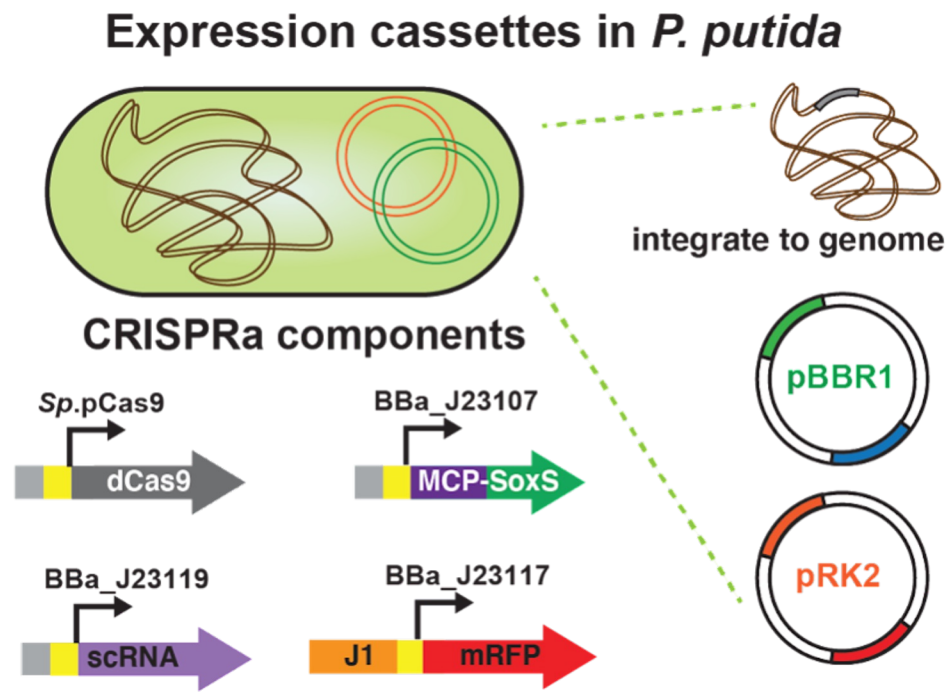 Expression cassettes in P. putida
integrate to genome
CRISPRa components
Sp.pCas9
dCas9
BBa_J23107
MCP-SoxS
BBa_J23119
scRNA
BBa_J23117
J1 mRFP
pBBR1
pRK2